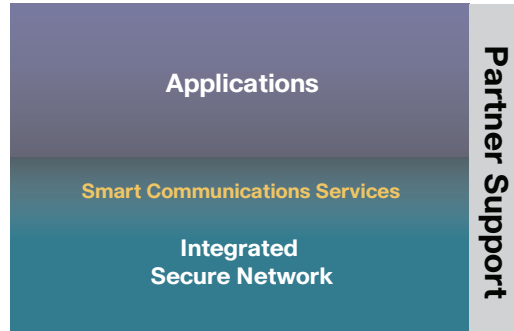 Applications
Smart Communications Services
Integrated
Secure Network
Partner Support